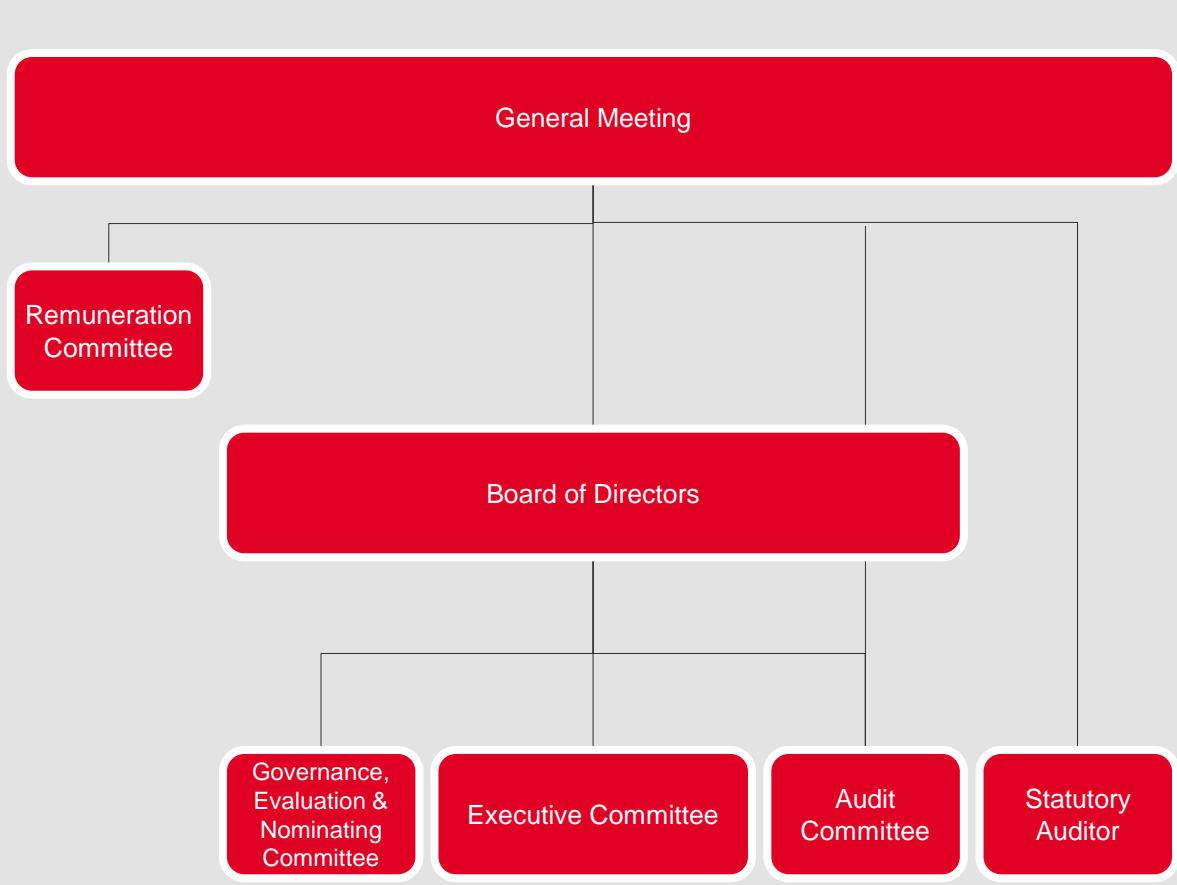 General Meeting
Remuneration
Committee
Board of Directors
Governance,
Evaluation &
Nominating
Committee
Executive Committee
Audit
Committee
Statutory
Auditor